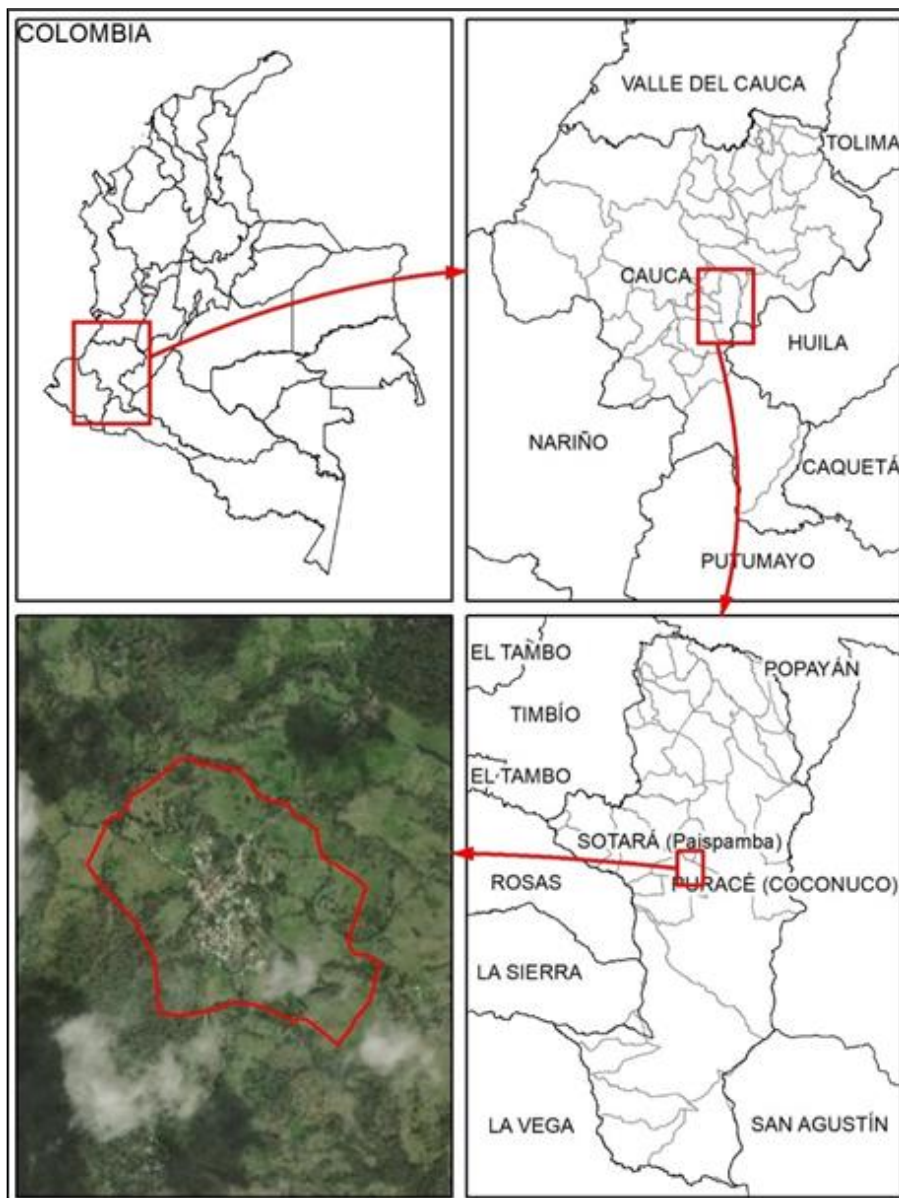 COLOMBIA
VALLE DEL CAUCA
TOLIMA
CAUCA
HUILA
NARIÑO
CAQUETÁ
PUTUMAYO
EL TAMBO
POPAYÁN
TIMBÍO
EL TAMBO
SOTARÁ (Paispamba)
ROSAS
PURACÉ (COCONUCO)
LA SIERRA
LA VEGA
SAN AGUSTÍN